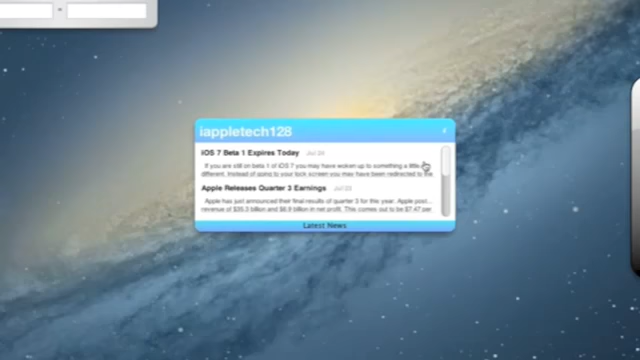 iappletech128
iOS 7 Beta 1 Expires Today Jul 23
If you are still on beta 1 of iOS 7 you may have woken up to something a little
different. Instead of going to your lock screen you may have been redirected to the
Apple Releases Quarter 3 Earnings Jul 23
Apple has just announced their final results of quarter 3 for this year. Apple post...
revenue of $35.3 billion and $6.9 billion in net profit. This comes out to be $7.47 per
Latest News